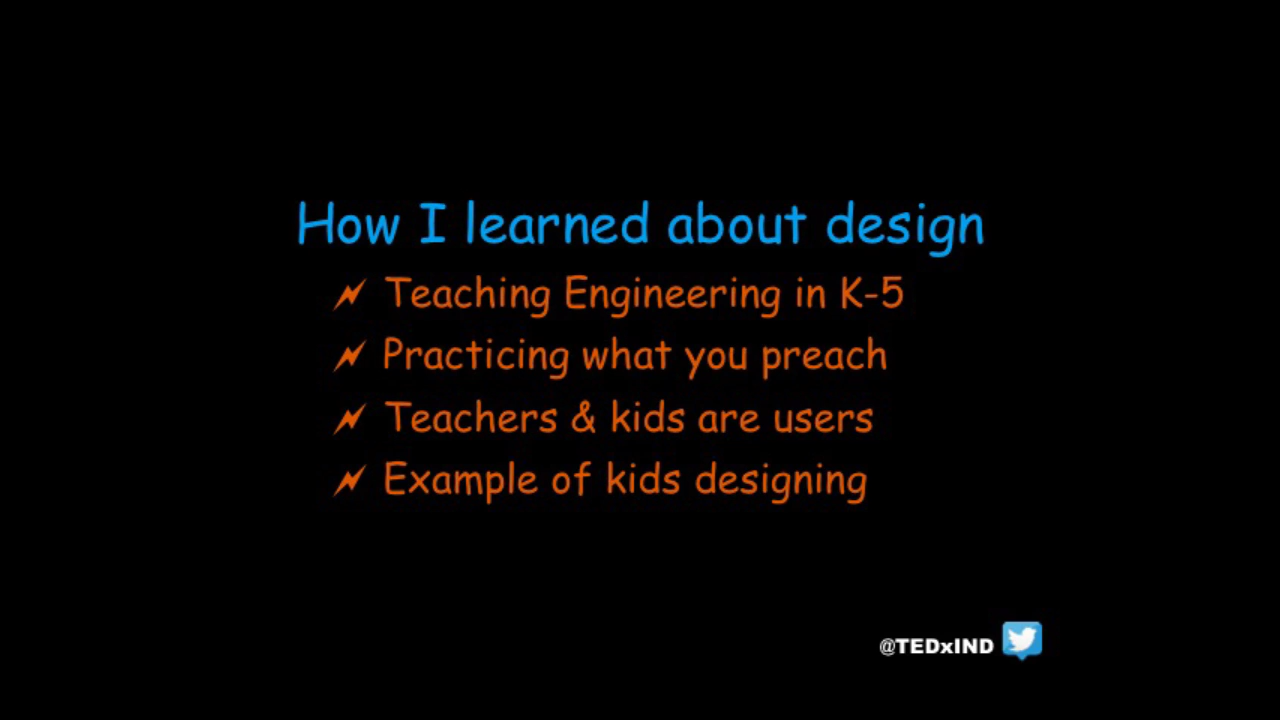 How I learned about design
Teaching Engineering in K-5
Practicing what you preach
Teachers & kids are users
Example of kids designing
@TEDxIND